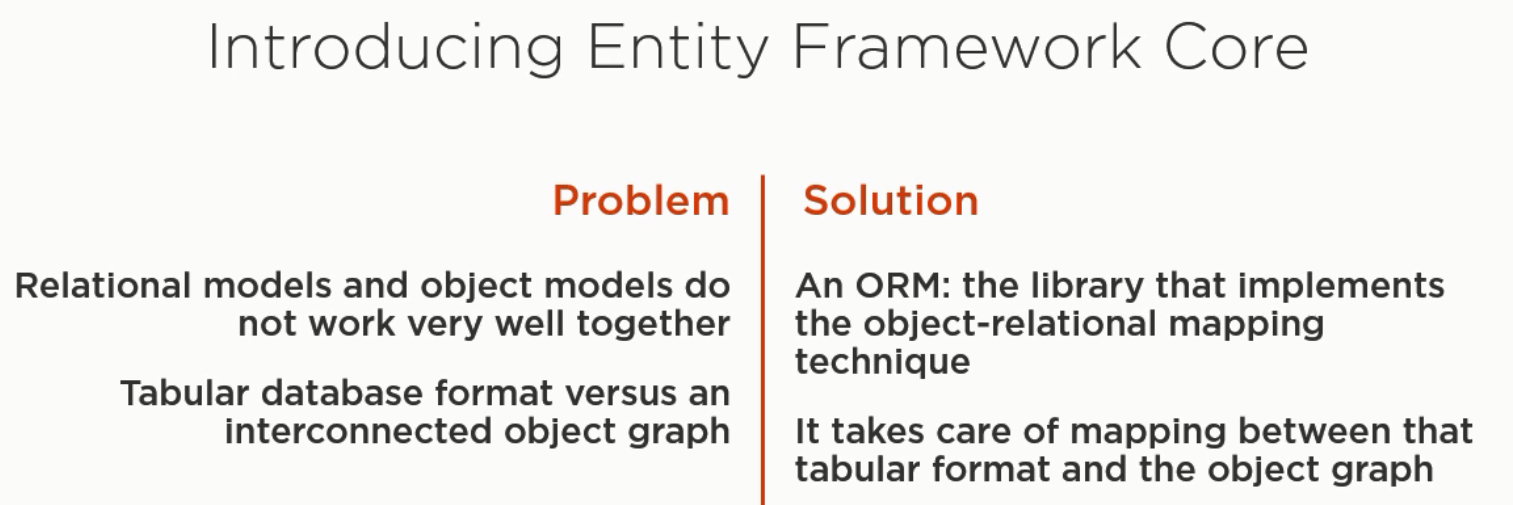 Introducing Entity Framework Core
Problem
Relational models and object models do
not work very well together
Tabular database format versus an
interconnected object graph
Solution
An ORM: the library that implements
the object-relational mapping
technique
It takes care of mapping between that
tabular format and the object graph